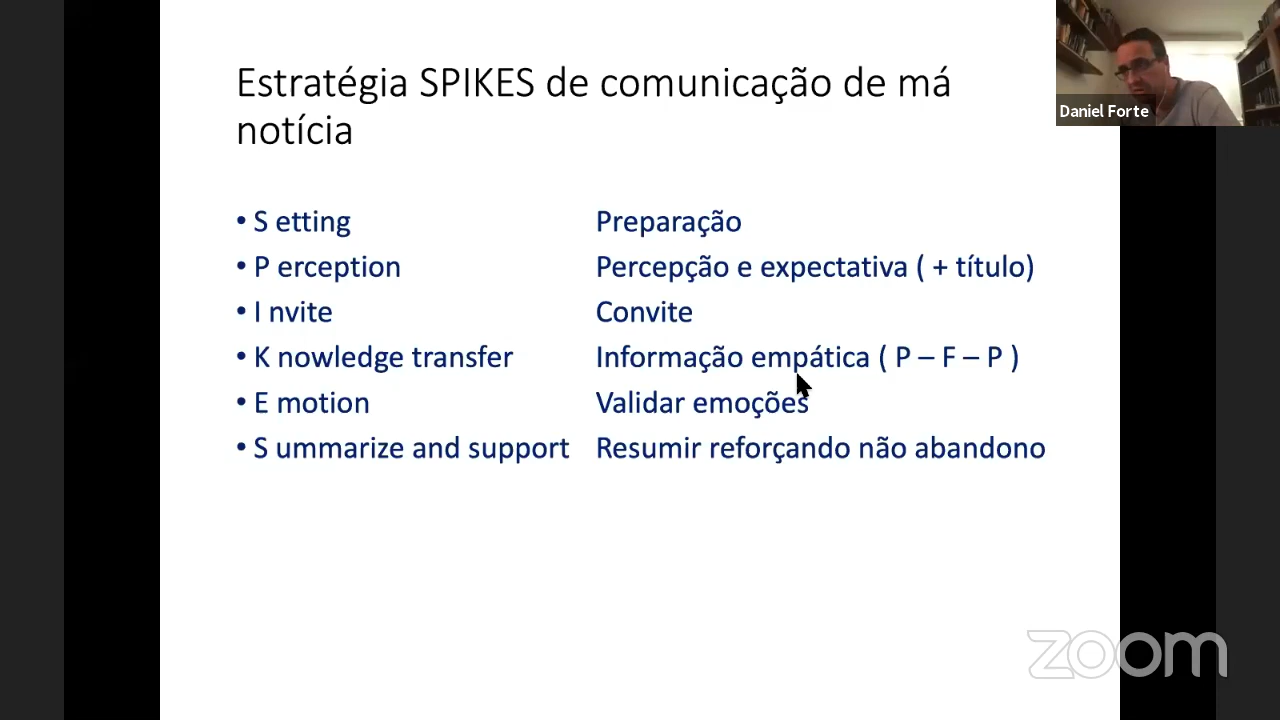 Estratégia SPIKES de comunicação de má
notícia
Daniel Forte
• S etting Preparação
• P erception Percepção e expectativa ( + título)
• I nvite Convite
• K nowledge transfer Informação empática ( P – F – P )
• E motion Validar emoções
• S ummarize and support Resumir reforçando não abandono
zoom